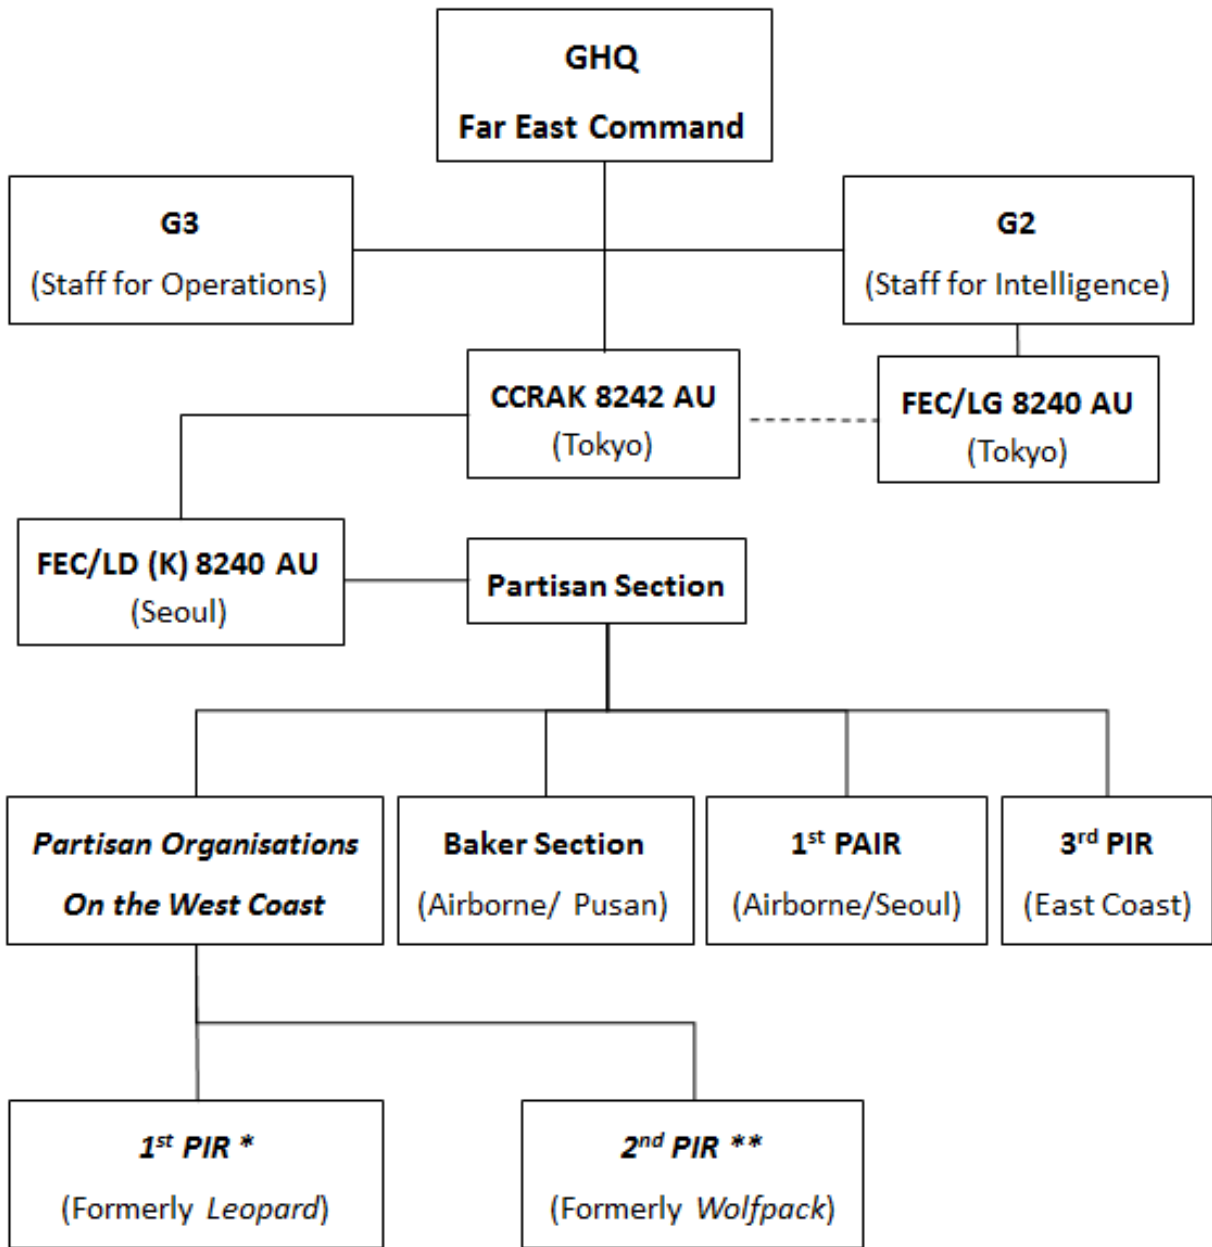 GHQ
Far East Command
G3
(Staff for Operations)
G2
(Staff for Intelligence)
CCRAK 8242 AU
(Tokyo)
FEC/LG 8240 AU
(Tokyo)
FEC/LD (K) 8240 AU
(Seoul)
Partisan Section
Partisan Organisations
On the West Coast
Baker Section
(Airborne/ Pusan)
1st PAIR
(Airborne/Seoul)
3rd PIR
(East Coast)
1st PIR *
(Formerly Leopard)
2nd PIR **
(Formerly Wolfpack)